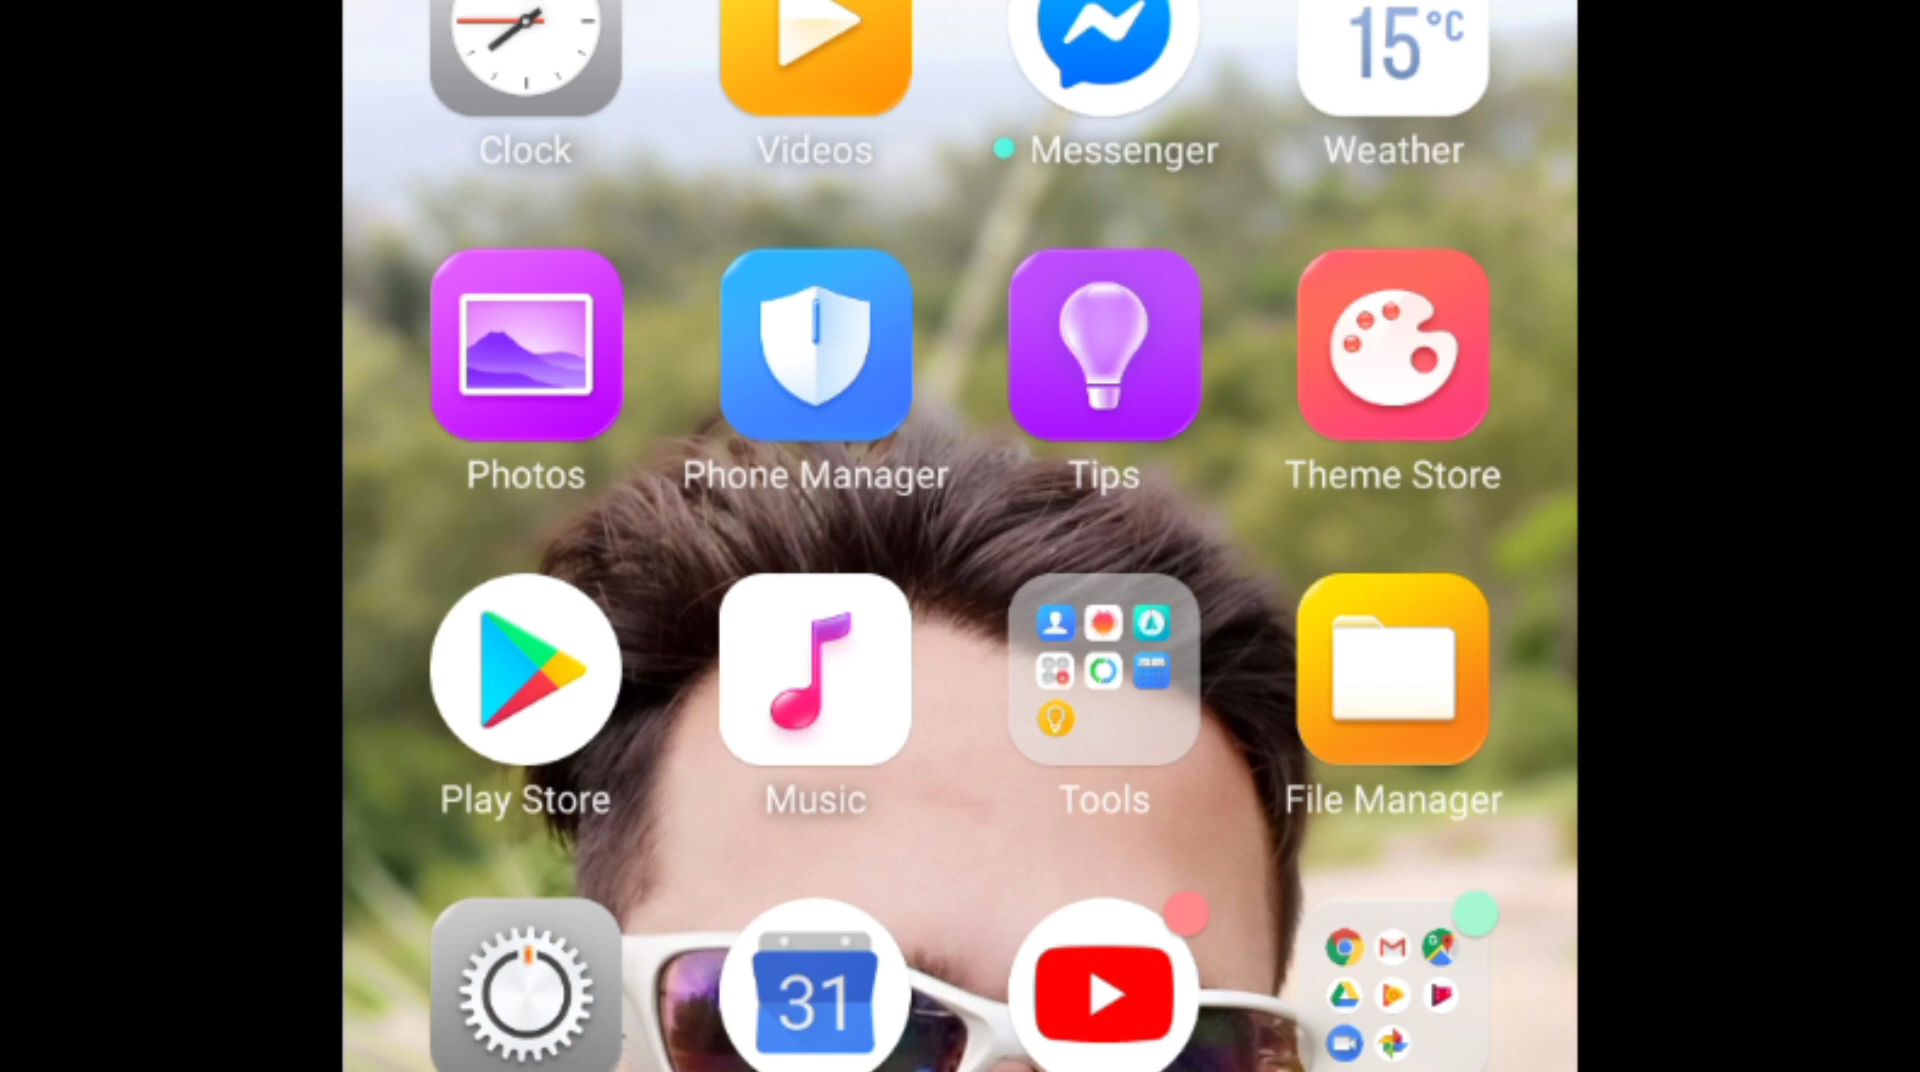 15°C
Clock
Videos
Messenger
Weather
Photos
Phone Manager
Tips
Theme Store
Play Store
Music
Tools
File Manager
31